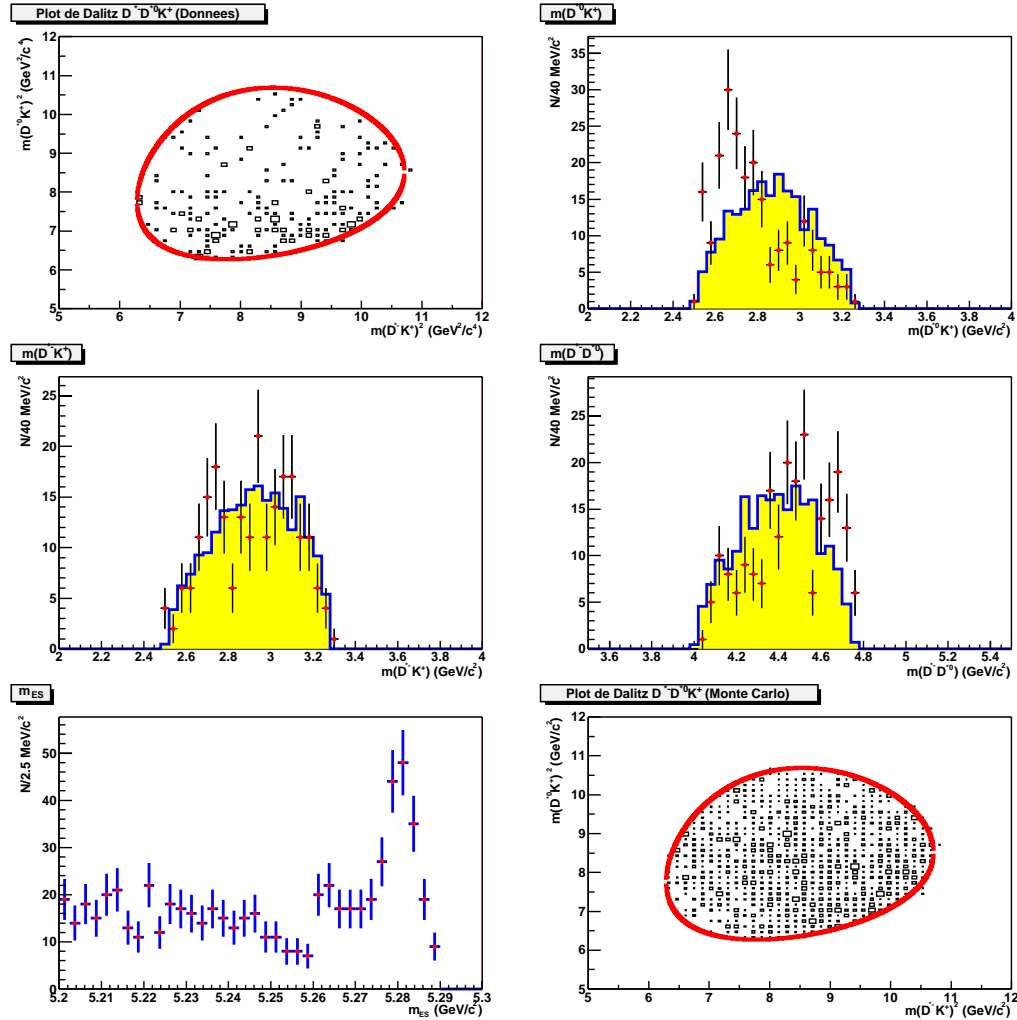 Plot de Dalitz D*-D*0K+ (Donnees)
m(D*0K+)2 (GeV2/c4)
12
11
10
9
8
7
6
5
5 6 7 8 9 10 11 12
m(D*-K+)2 (GeV2/c4)
m(D*0K+)
N/40 MeV/c2
35
30
25
20
15
10
5
0
2 2.2 2.4 2.6 2.8 3 3.2 3.4 3.6 3.8 4
m(D*0K+) (GeV/c2)
m(D*-K+)
N/40 MeV/c2
25
20
15
10
5
0
2 2.2 2.4 2.6 2.8 3 3.2 3.4 3.6 3.8 4
m(D*-K+) (GeV/c2)
m(D*-D*0)
N/40 MeV/c2
25
20
15
10
5
0
3.6 3.8 4 4.2 4.4 4.6 4.8 5 5.2 5.4
m(D*-D*0) (GeV/c2)
mES
N/2.5 MeV/c2
50
40
30
20
10
0
5.2 5.21 5.22 5.23 5.24 5.25 5.26 5.27 5.28 5.29 5.3
mES (GeV/c2)
Plot de Dalitz D*-D*0K+ (Monte Carlo)
m(D*0K+)2 (GeV/c2)
12
11
10
9
8
7
6
5
5 6 7 8 9 10 11 12
m(D*-K+)2 (GeV/c2)